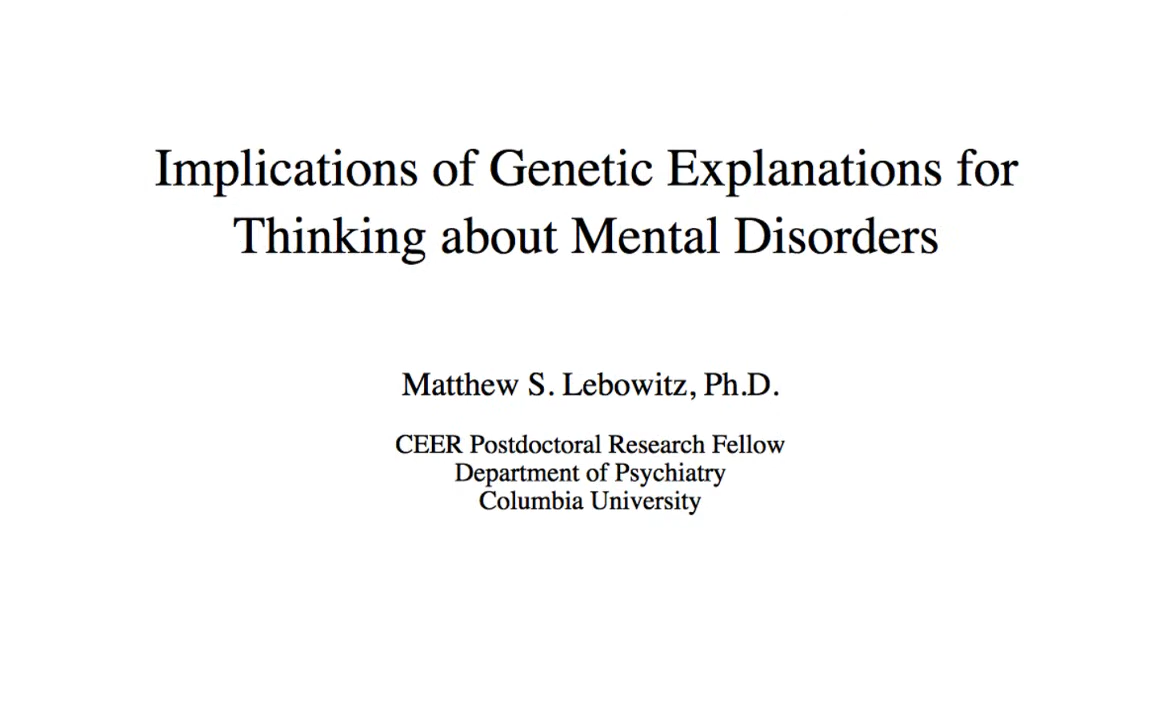 Implications of Genetic Explanations for
Thinking about Mental Disorders
Matthew S. Lebowitz, Ph.D.
CEER Postdoctoral Research Fellow
Department of Psychiatry
Columbia University